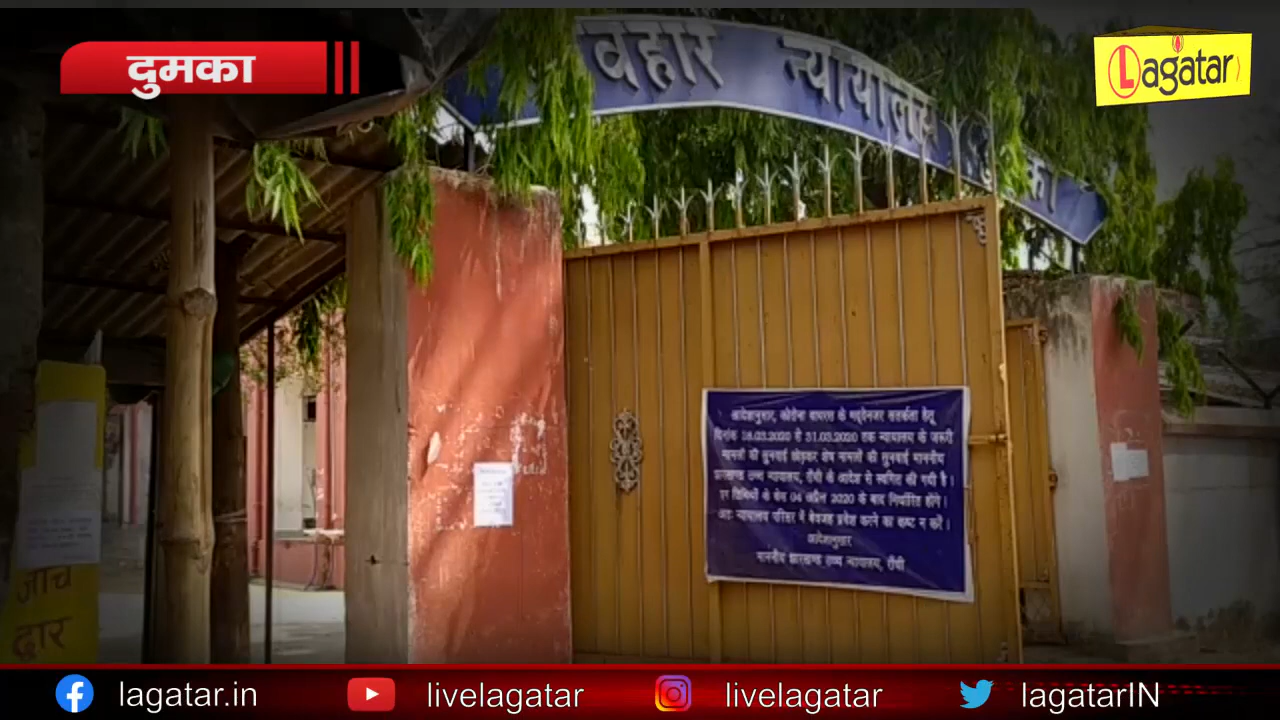 दुमका
Lagatar
वहार न्यायालय दुमका
आदेशानुसार, कोरोना वायरस के मद्देनजर सतर्कता हेतू
दिनांक 18.03.2020 से 31.03.2020 तक न्यायालय के जरूरी
मामलों की सुनवाई छोड़कर शेष मामलों की सुनवाई माननीय
झारखण्ड उच्च न्यायालय, राँची के आदेश से स्थगित की गयी है।
इन तिथियों के केस 04 अप्रैल 2020 के बाद निर्धारित होंगे।
अतः न्यायालय परिसर में बेवजह प्रवेश करने का कष्ट न करें।
आदेशानुसार
माननीय झारखण्ड उच्च न्यायालय, राँची
जाँच
द्वार
lagatar.in
livelagatar
livelagatar
lagatarIN